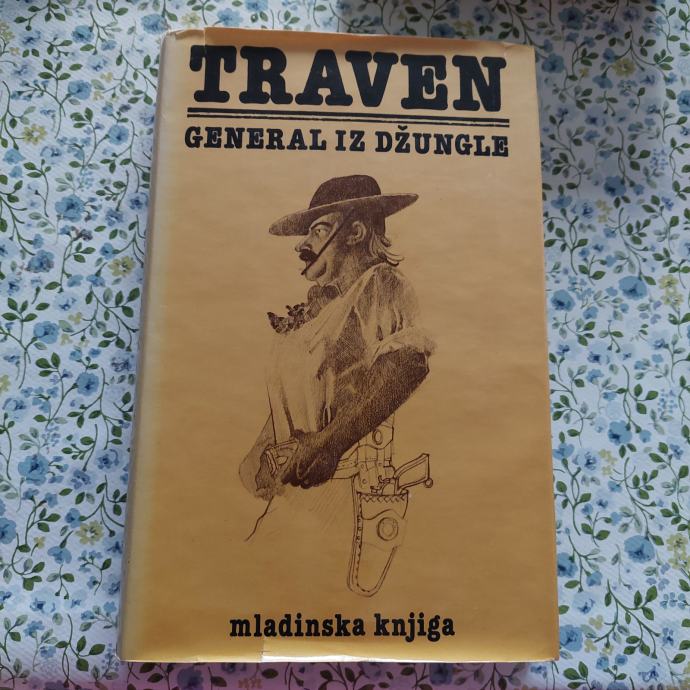 TRAVEN
GENERAL IZ DŽUNGLE
mladinska knjiga